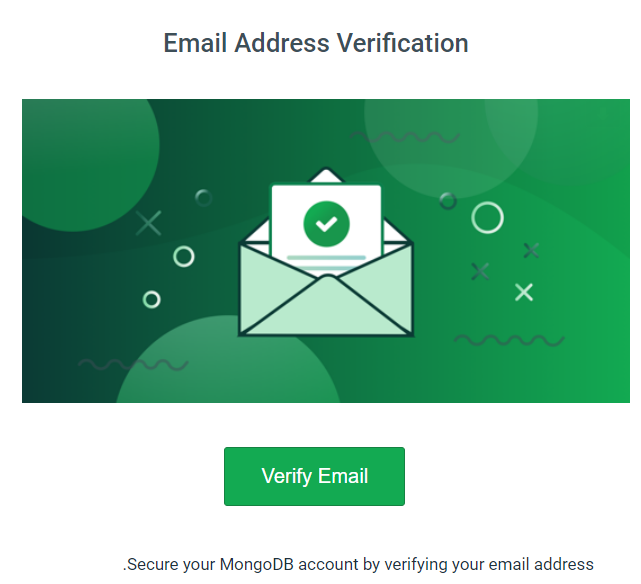 Email Address Verification
Verify Email
.Secure your MongoDB account by verifying your email address